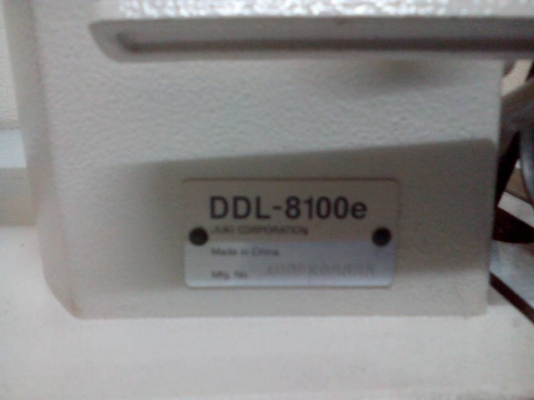 DDL-8100e
JUKI CORPORATION
Made in China
Mfg. No.